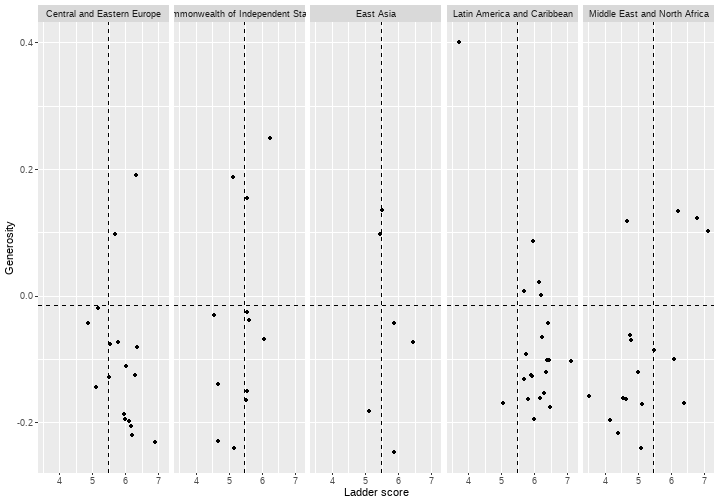 Central and Eastern Europe
mmonwealth of Independent Sta
East Asia
Latin America and Caribbean
Middle East and North Africa
0.4
0.2
0.0
-0.2
Generosity
4 5 6 7 4 5 6 7 4 5 6 7 4 5 6 7 4 5 6 7
Ladder score